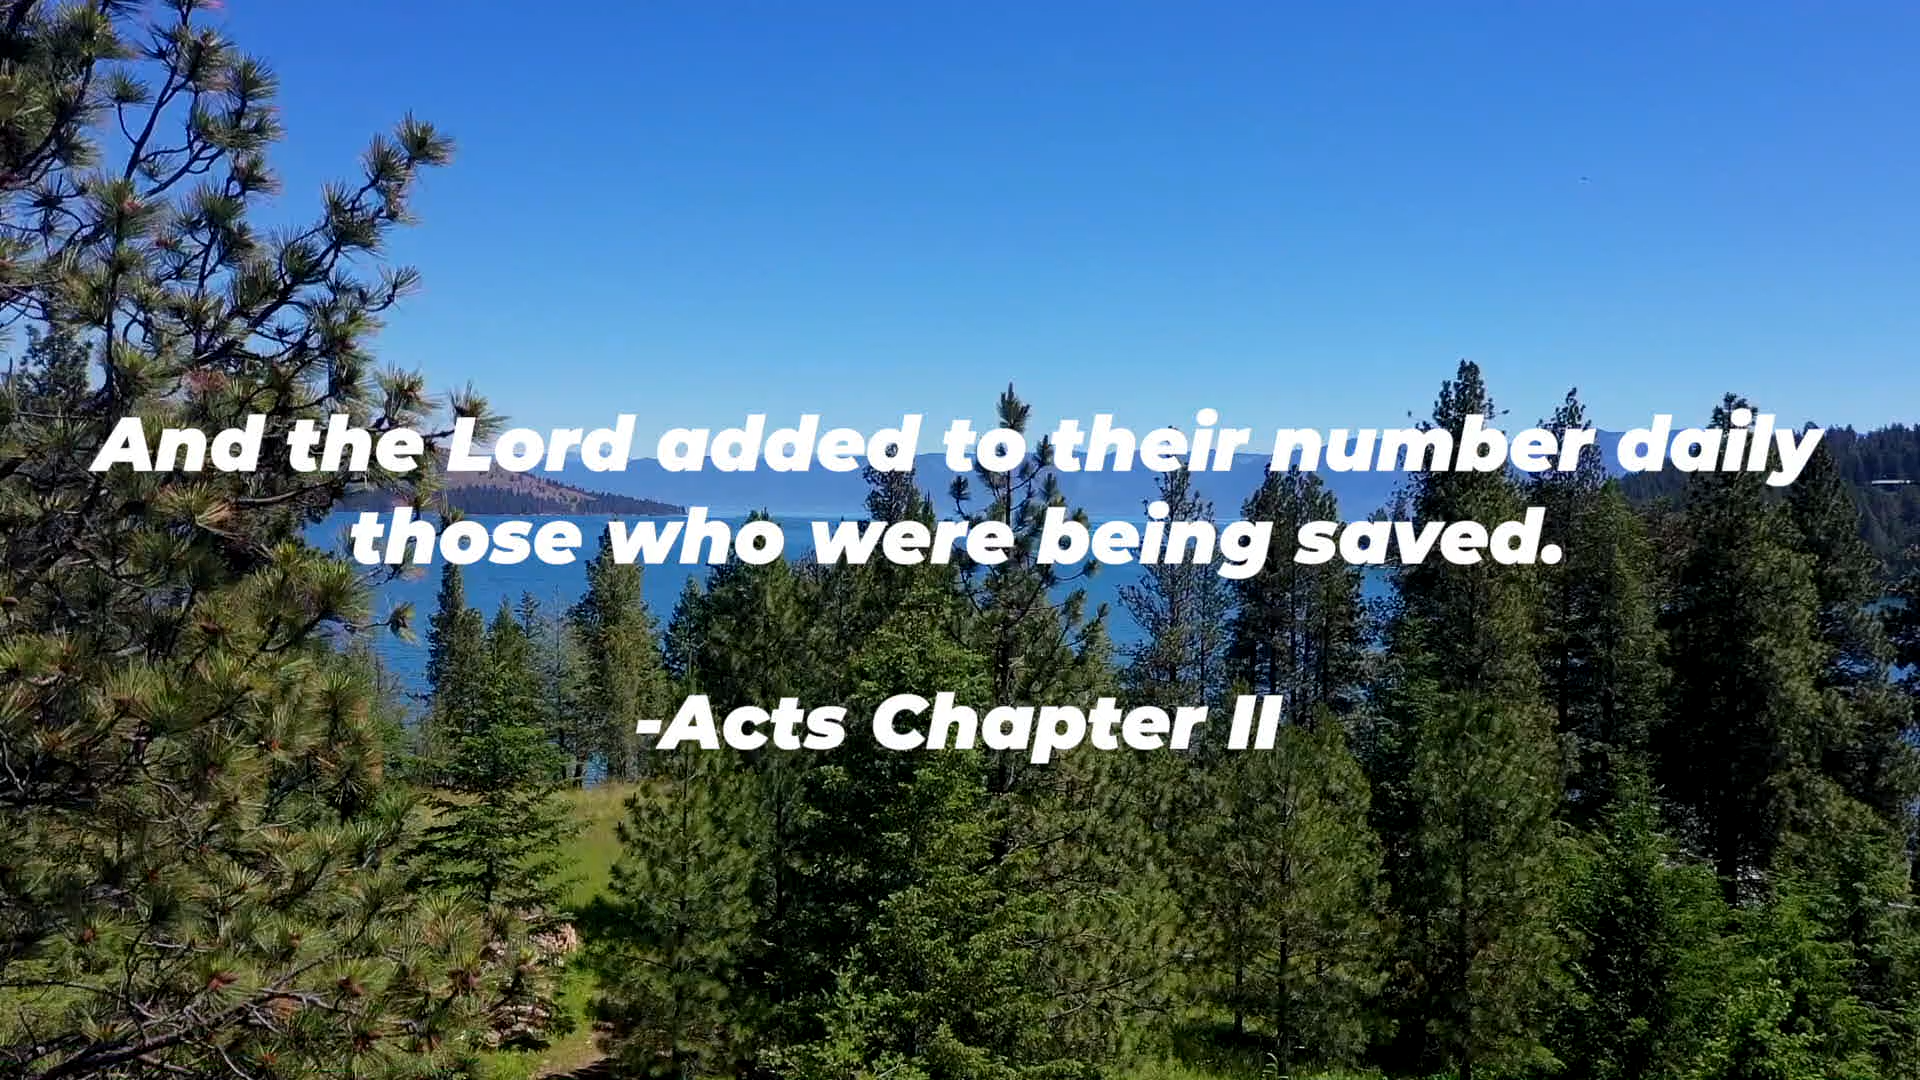 And the Lord added to their number daily
those who were being saved.
-Acts Chapter II